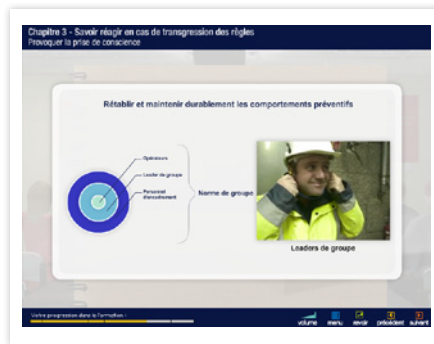 Chapitre 3 - Savoir réagir en cas de transgression des règles
Provoquer la prise de conscience
Rétablir et maintenir durablement les comportements préventifs
Opérateurs
Leader de groupe
Personnel
d'encadrement
Norme de groupe
Leaders de groupe
Votre progression dans la formation :
volume menu revoir précédent suivant